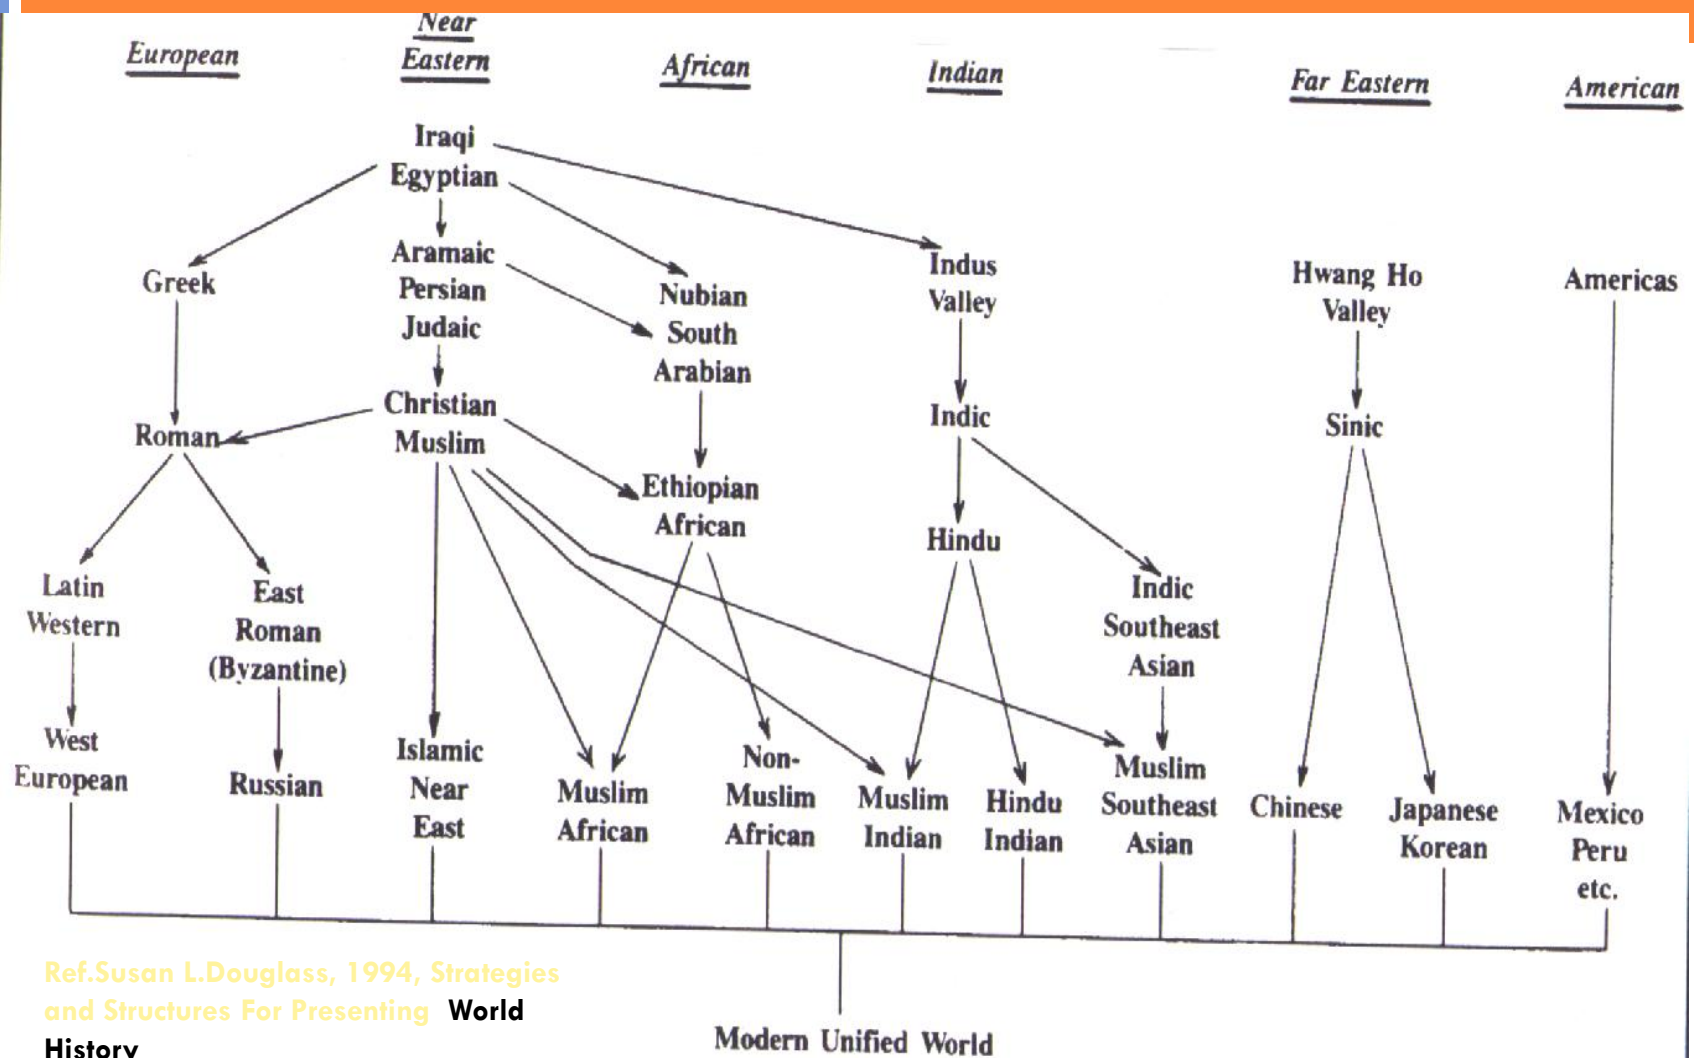 Near
European
Eastern
African
Indian
Far Eastern
American
Iraqi
Egyptian
Greek
Aramaic
Persian
Judaic
Nubian
South
Arabian
Indus
Valley
Hwang Ho
Valley
Americas
Roman
Christian
Muslim
Ethiopian
African
Indic
Hindu
Sinic
Latin
Western
East
Roman
(Byzantine)
Indic
Southeast
Asian
West
European
Russian
Islamic
Near
East
Muslim
African
Non-
Muslim
African
Muslim
Indian
Hindu
Indian
Muslim
Southeast
Asian
Chinese
Japanese
Korean
Mexico
Peru
etc.
Ref.Susan L.Douglass, 1994, Strategies
and Structures For Presenting World
History
Modern Unified World